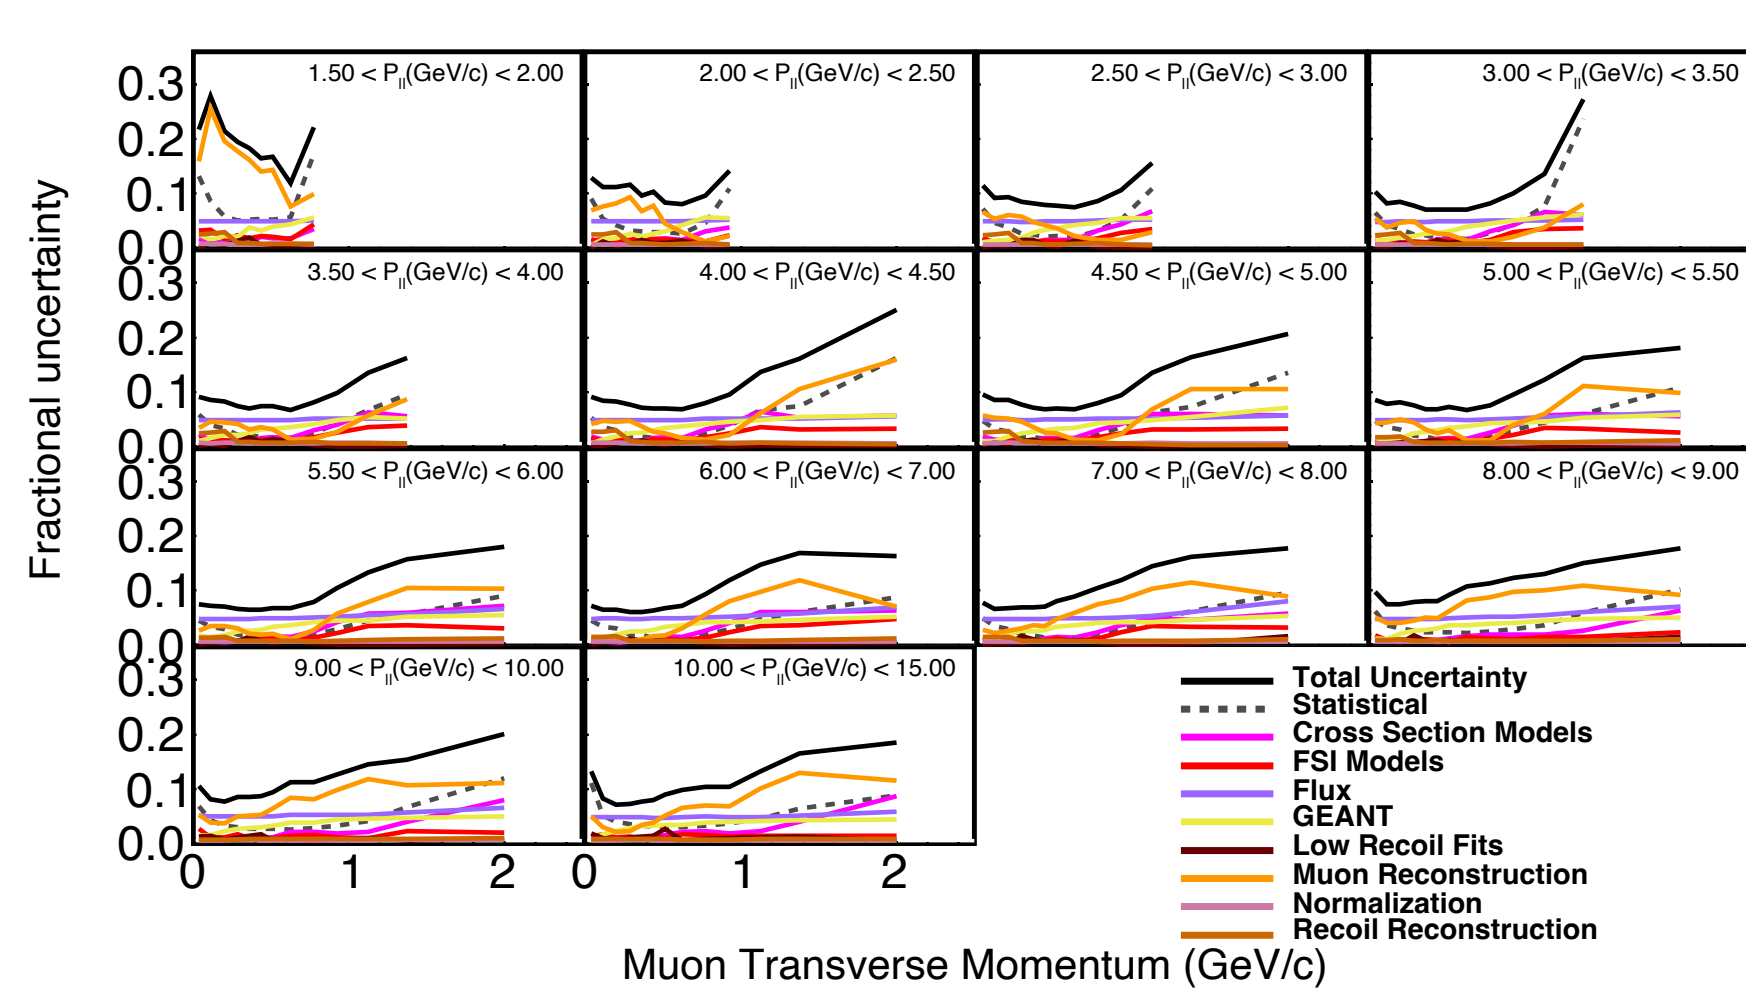 1.50 < P||(GeV/c) < 2.00
2.00 < P||(GeV/c) < 2.50
2.50 < P||(GeV/c) < 3.00
3.00 < P||(GeV/c) < 3.50
0.3
0.2
0.1
0.0
3.50 < P||(GeV/c) < 4.00
4.00 < P||(GeV/c) < 4.50
4.50 < P||(GeV/c) < 5.00
5.00 < P||(GeV/c) < 5.50
0.3
0.2
0.1
0.0
5.50 < P||(GeV/c) < 6.00
6.00 < P||(GeV/c) < 7.00
7.00 < P||(GeV/c) < 8.00
8.00 < P||(GeV/c) < 9.00
0.3
0.2
0.1
0.0
9.00 < P||(GeV/c) < 10.00
10.00 < P||(GeV/c) < 15.00
0.3
0.2
0.1
0.0
0 1 2 0 1 2
Fractional uncertainty
Muon Transverse Momentum (GeV/c)
Total Uncertainty
Statistical
Cross Section Models
FSI Models
Flux
GEANT
Low Recoil Fits
Muon Reconstruction
Normalization
Recoil Reconstruction